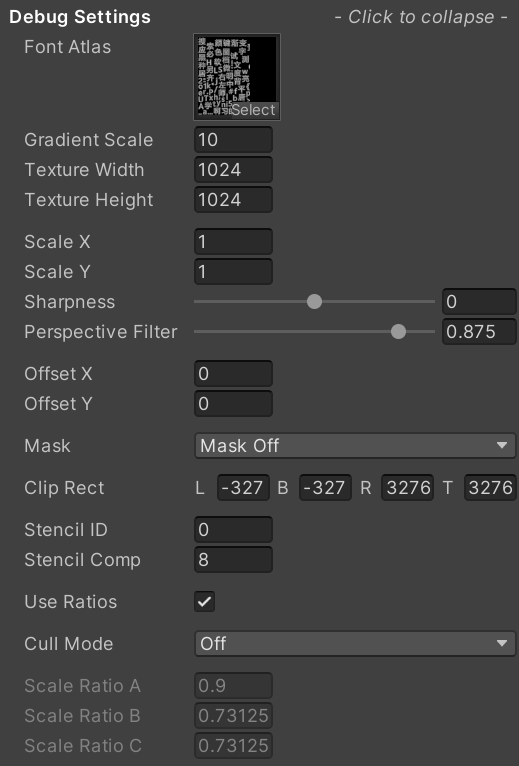 Debug Settings - Click to collapse -
Font Atlas
Select
Gradient Scale 10
Texture Width 1024
Texture Height 1024
Scale X 1
Scale Y 1
Sharpness 0
Perspective Filter 0.875
Offset X 0
Offset Y 0
Mask Mask Off
Clip Rect L -327 B -327 R 3276 T 3276
Stencil ID 0
Stencil Comp 8
Use Ratios
Cull Mode Off
Scale Ratio A 0.9
Scale Ratio B 0.73125
Scale Ratio C 0.73125